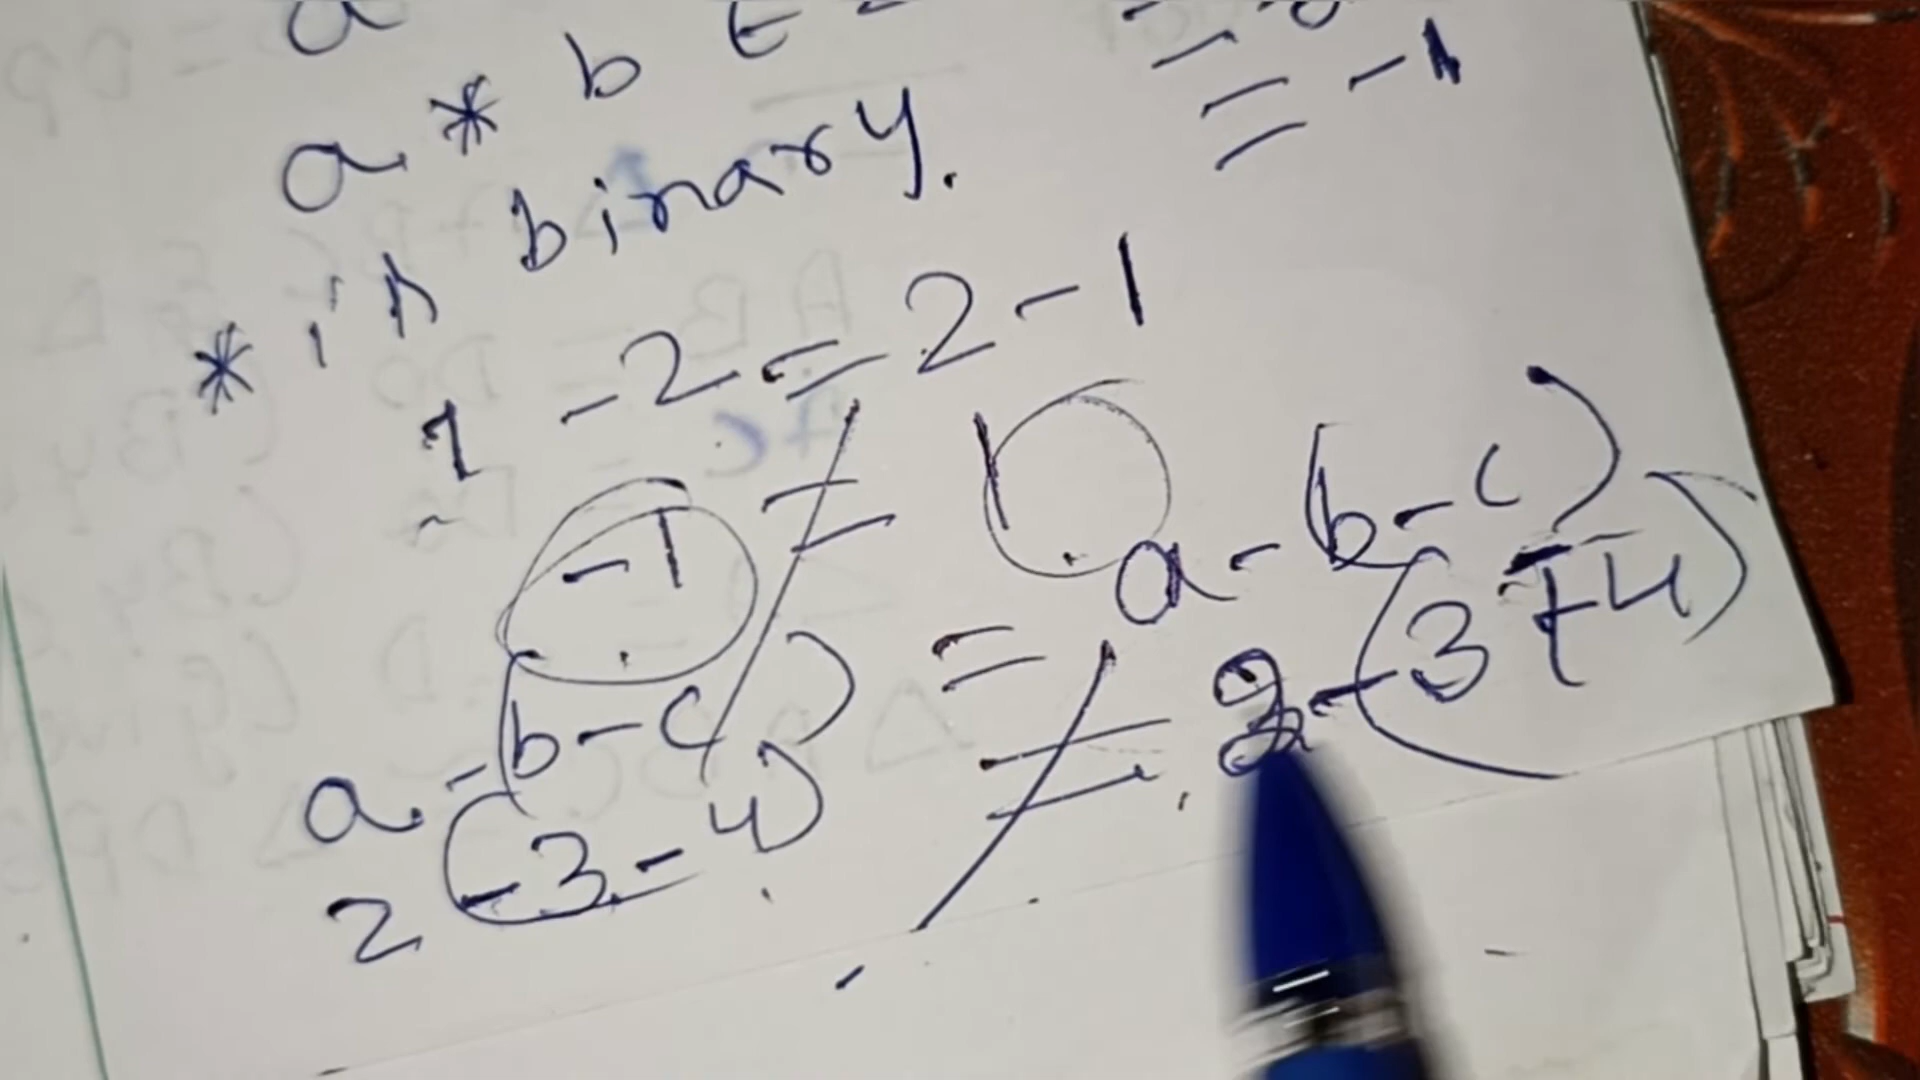 a * b ∈
= -1
* is binary.
1 - 2 = 2 - 1
-1 ≠ 1
a - (b - c) = a - (b - c)
2 (-3 - 4) ≠ 2 - (3 + 4)